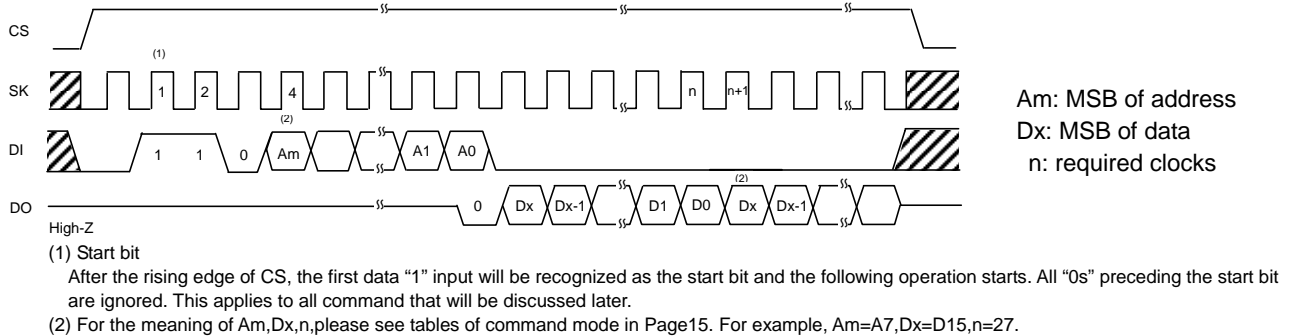 CS
(1)
SK
1 2 4 n n+1
(2)
DI
1 1 0 Am A1 A0
(2)
DO
0 Dx Dx-1 D1 D0 Dx Dx-1
High-Z
Am: MSB of address
Dx: MSB of data
n: required clocks
(1) Start bit
After the rising edge of CS, the first data “1” input will be recognized as the start bit and the following operation starts. All “0s” preceding the start bit
are ignored. This applies to all command that will be discussed later.
(2) For the meaning of Am,Dx,n,please see tables of command mode in Page15. For example, Am=A7,Dx=D15,n=27.